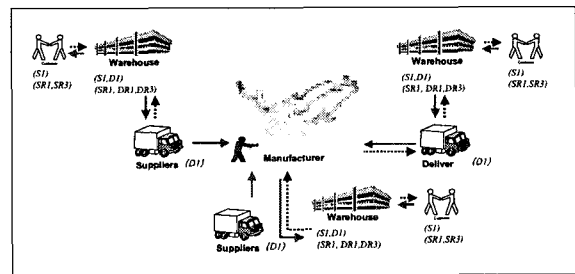 Warehouse
(S1)
(SR1,SR3)
(S1,D1)
(SR1, DR1,DR3)
Suppliers (D1)
Warehouse
(S1,D1)
(SR1, DR1,DR3)
(S1)
(SR1,SR3)
Manufacturer
Deliver (D1)
Warehouse
(S1,D1)
(SR1, DR1,DR3)
(S1)
(SR1,SR3)
Suppliers (D1)